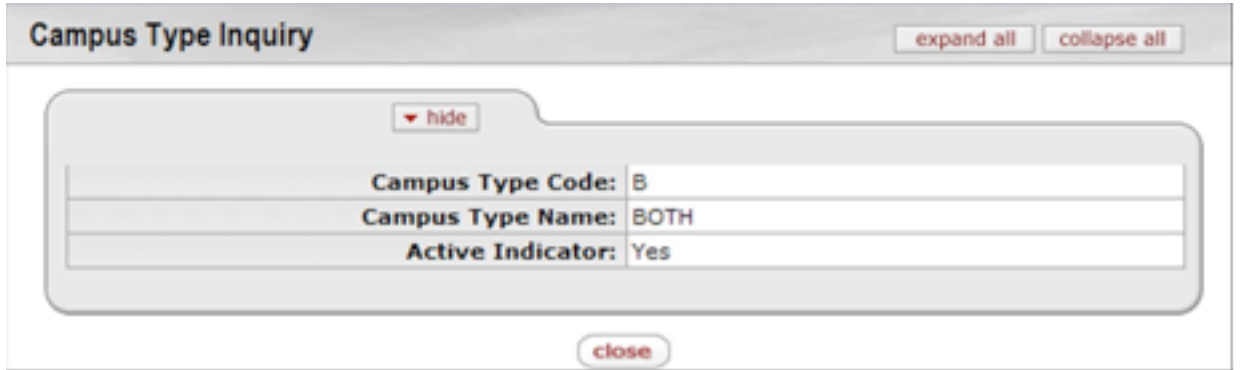 Campus Type Inquiry expand all collapse all
hide
Campus Type Code: B
Campus Type Name: BOTH
Active Indicator: Yes
close